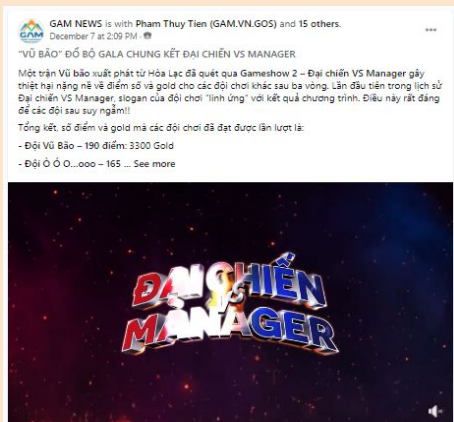 GAM NEWS is with Pham Thuy Tien (GAM.VN.GOS) and
15 others.
December 7 at 2:09 PM
GAM
"VŨ BÃO" ĐỔ BỘ GALA CHUNG KẾT ĐẠI CHIẾN VS MANAGER
Một trận Vũ bão xuất phát từ Hòa Lạc đã quét qua Gameshow 2 – Đại chiến VS Manager gây
thiệt hại nặng nề về điểm số và gold cho các đội chơi khác sau ba vòng. Lần đầu tiên trong lịch sử
Đại chiến VS Manager, slogan của đội chơi "linh ứng" với kết quả chương trình. Điều này rất đáng
để các đội sau suy ngẫm!!
Tổng kết, số điểm và gold mà các đội chơi đã đạt được lần lượt là:
- Đội Vũ Bão – 190 điểm: 3300 Gold
- Đội Ò Ó O...ooo – 165 ... See more
ĐẠI CHIẾN
VS
MANAGER